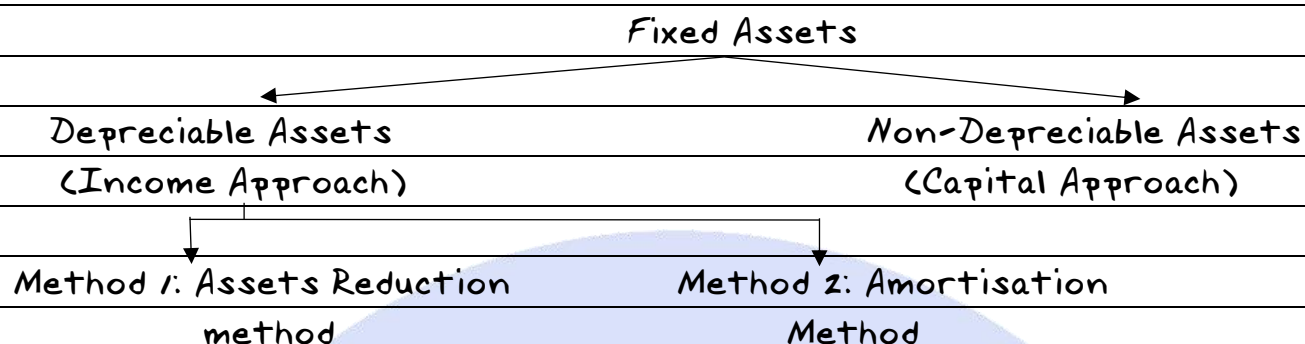 Fixed Assets
Depreciable Assets Non-Depreciable Assets
(Income Approach) (Capital Approach)
Method 1: Assets Reduction Method 2: Amortisation
method Method